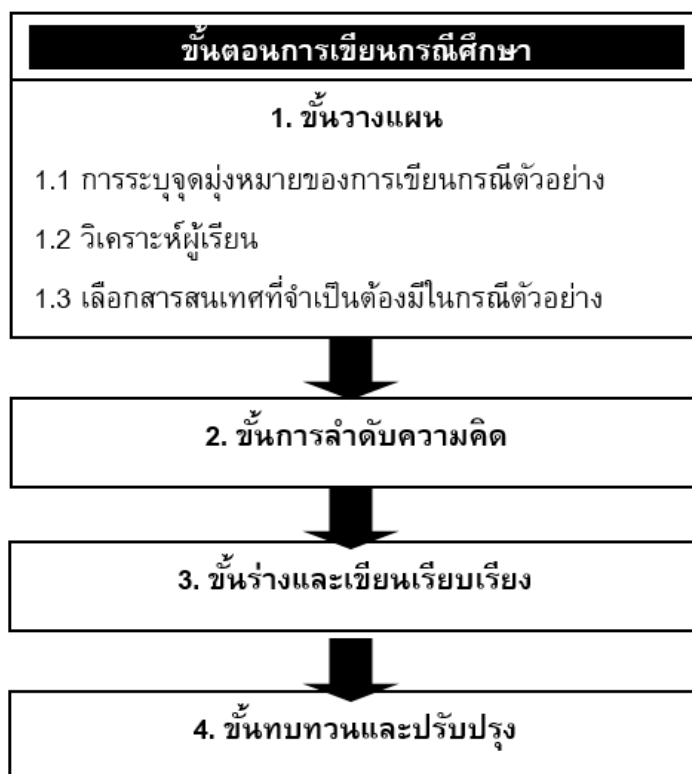 ขั้นตอนการเขียนกรณีศึกษา
1. ขั้นวางแผน
1.1 การระบุจุดมุ่งหมายของการเขียนกรณีตัวอย่าง
1.2 วิเคราะห์ผู้เรียน
1.3 เลือกสารสนเทศที่จำเป็นต้องมีในกรณีตัวอย่าง
2. ขั้นการลำดับความคิด
3. ขั้นร่างและเขียนเรียบเรียง
4. ขั้นทบทวนและปรับปรุง